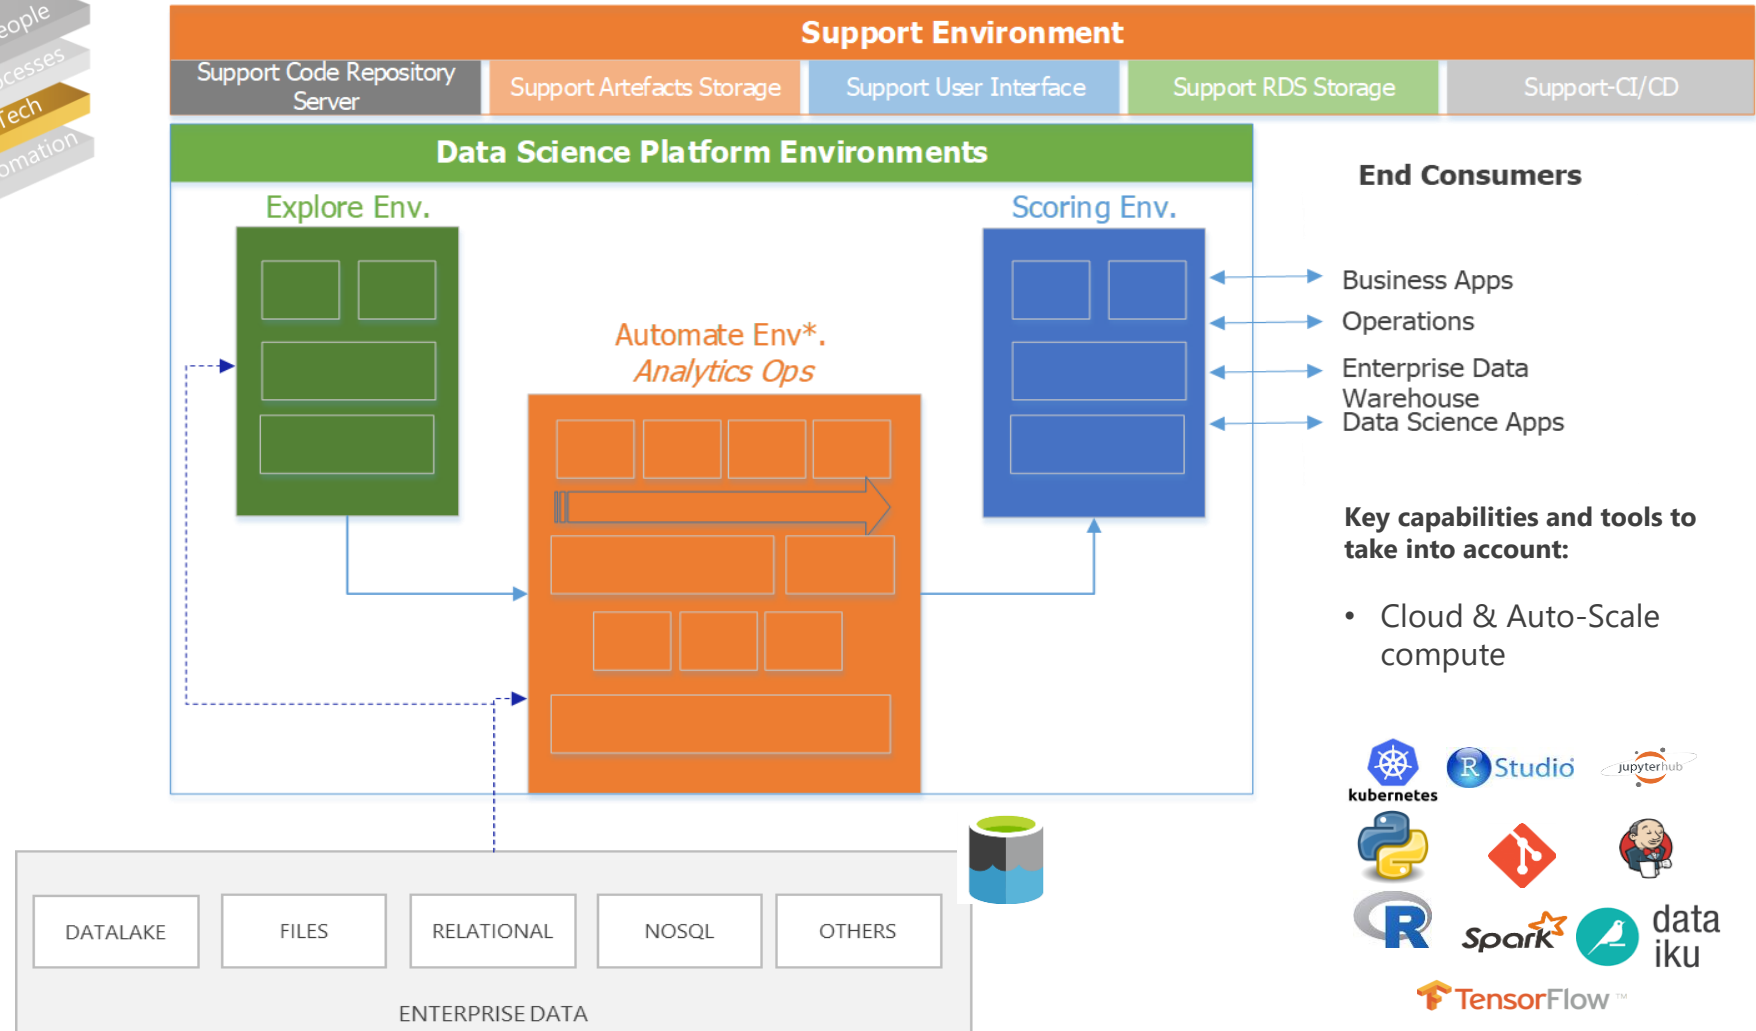 Support Environment
Support Code Repository
Server
Support Artefacts Storage
Support User Interface
Support RDS Storage
Support-CI/CD
Tech
Data Science Platform Environments
Explore Env.
Scoring Env.
Automate Env*.
Analytics Ops
End Consumers
Business Apps
Operations
Enterprise Data
Warehouse
Data Science Apps
Key capabilities and tools to
take into account:
• Cloud & Auto-Scale
compute
kubernetes
R Studio
jupyterhub
R
Spark
data
iku
TensorFlow ™
DATALAKE
FILES
RELATIONAL
NOSQL
OTHERS
ENTERPRISE DATA